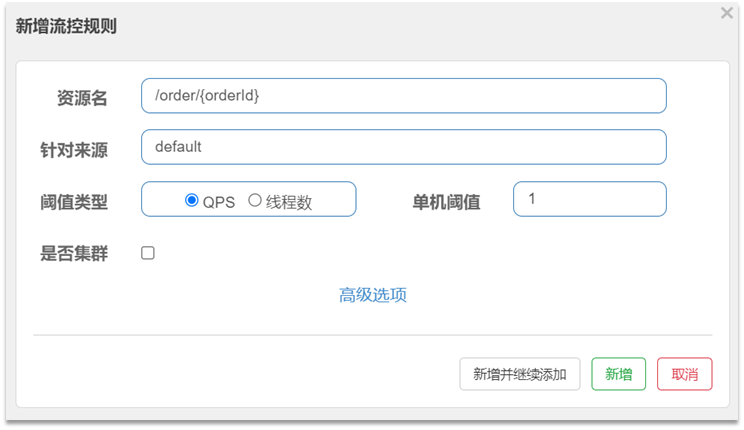 新增流控规则
×
资源名 /order/{orderId}
针对来源 default
阈值类型 QPS 线程数 单机阈值 1
是否集群
高级选项
新增并继续添加 新增 取消